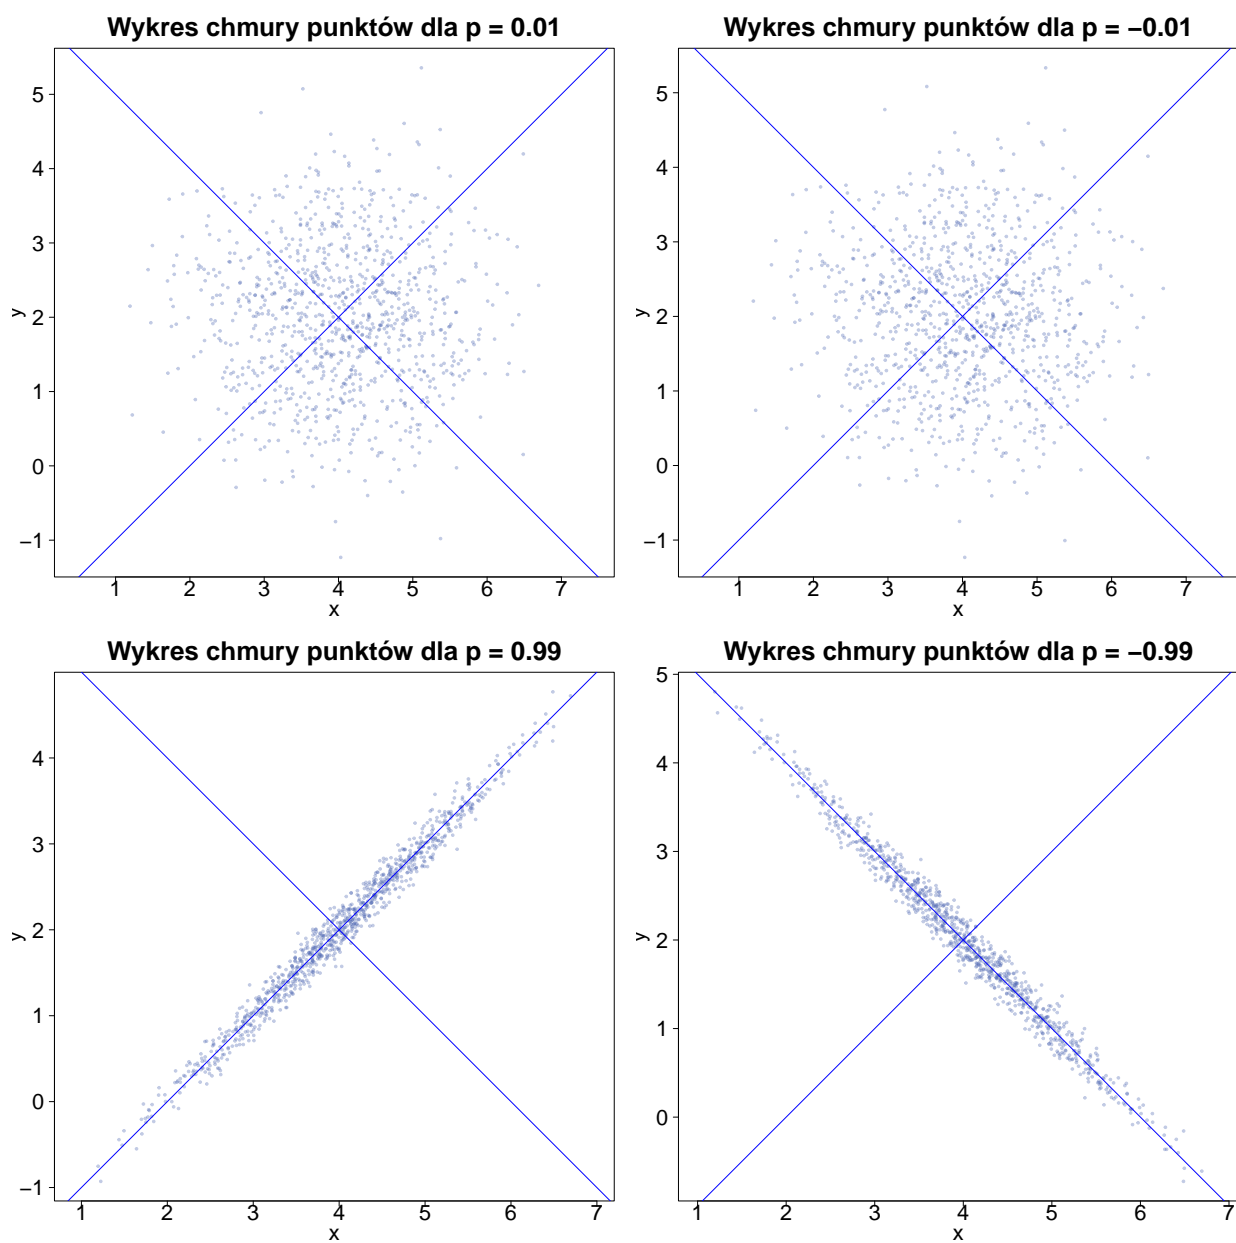 Wykres chmury punktów dla p = 0.01
y
5
4
3
2
1
0
−1
1 2 3 4 5 6 7
x
Wykres chmury punktów dla p = −0.01
y
5
4
3
2
1
0
−1
1 2 3 4 5 6 7
x
Wykres chmury punktów dla p = 0.99
y
4
3
2
1
0
−1
1 2 3 4 5 6 7
x
Wykres chmury punktów dla p = −0.99
y
5
4
3
2
1
0
1 2 3 4 5 6 7
x